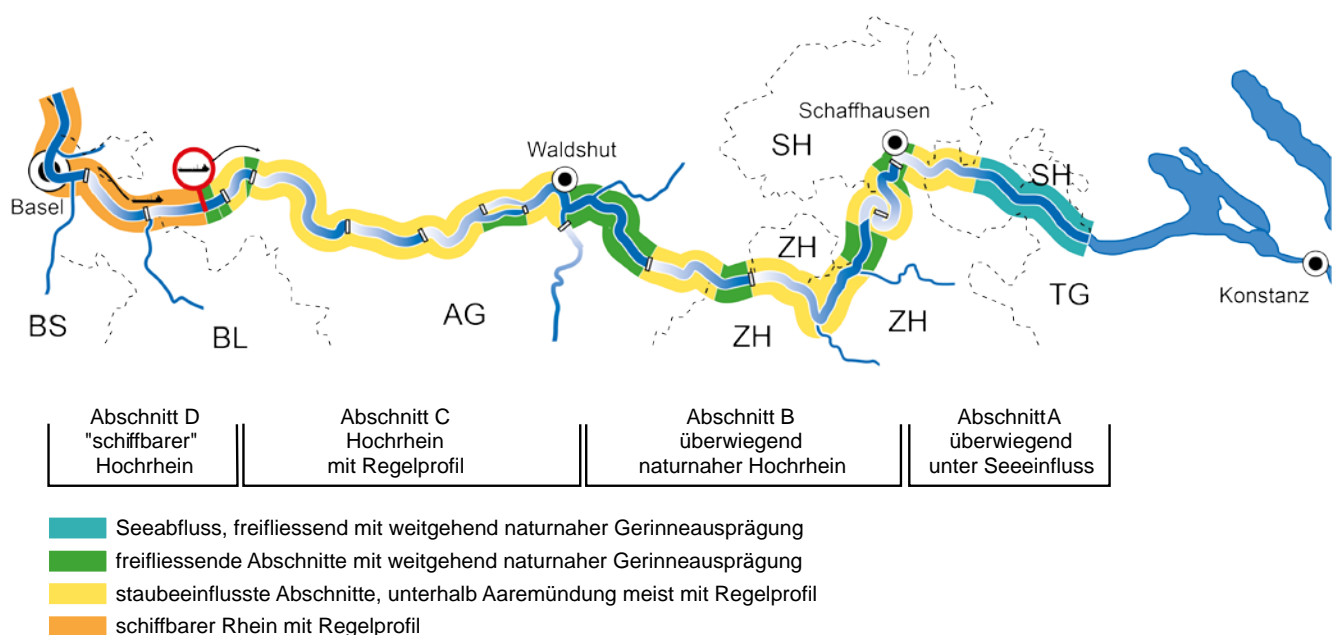 Schaffhausen
SH
Waldshut
SH
Basel
ZH
TG
Konstanz
AG
BS
BL
ZH
ZH
Abschnitt D
"schiffbarer"
Hochrhein
Abschnitt C
Hochrhein
mit Regelprofil
Abschnitt B
überwiegend
naturnaher Hochrhein
Abschnitt A
überwiegend
unter Seeeinfluss
Seeabfluss, freifliessend mit weitgehend naturnaher Gerinneausprägung
freifliessende Abschnitte mit weitgehend naturnaher Gerinneausprägung
staubeeinflusste Abschnitte, unterhalb Aaremündung meist mit Regelprofil
schiffbarer Rhein mit Regelprofil